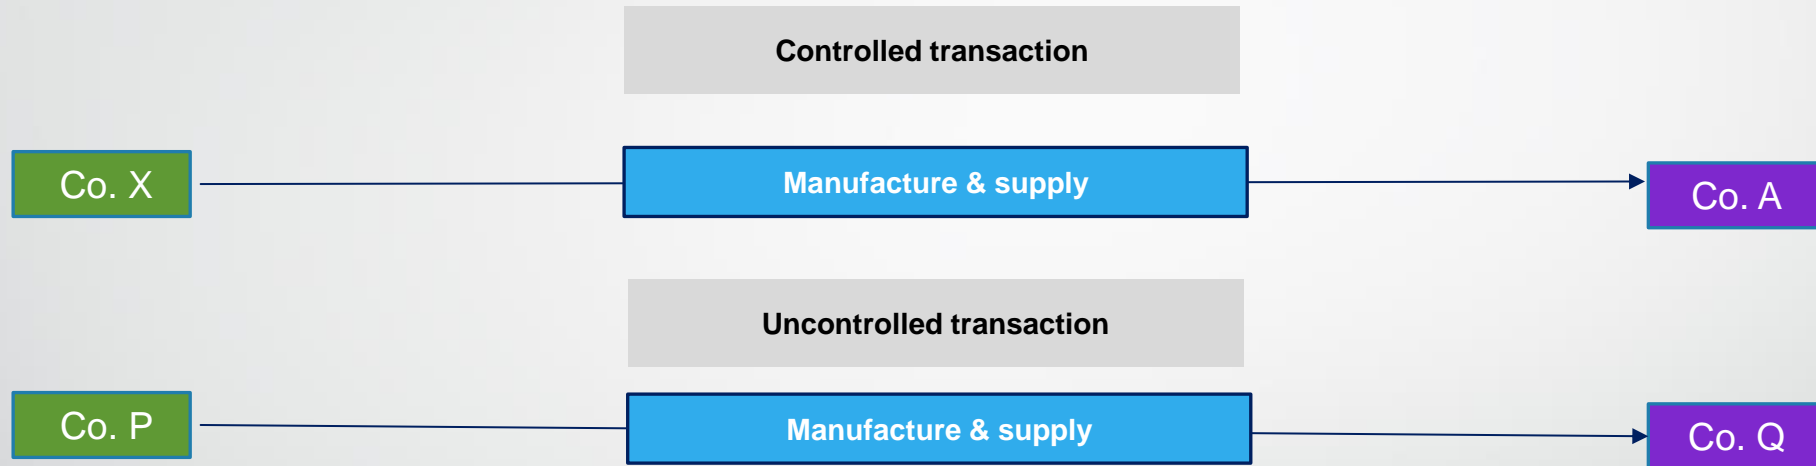 Controlled transaction
Co. X
Manufacture & supply
Co. A
Uncontrolled transaction
Co. P
Manufacture & supply
Co. Q